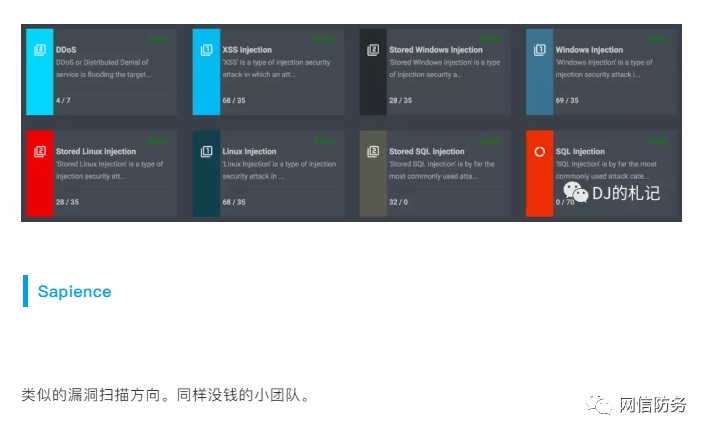 DDoS
DDoS or Distributed Denial of
service is flooding the target...
4 / 7
XSS Injection
'XSS' is a type of injection security
attack in which an att...
68 / 35
Stored Windows Injection
'Stored Windows Injection' is a type
of injection security a...
28 / 35
Windows Injection
'Windows Injection' is a type of
injection security attack i...
69 / 35
Stored Linux Injection
'Stored Linux Injection' is a type of
injection security att...
28 / 35
Linux Injection
'Linux Injection' is a type of injection
security attack in ...
68 / 35
Stored SQL Injection
'Stored SQL Injection' is by far the
most commonly used atta...
32 / 0
SQL Injection
'SQL Injection' is by far the most
commonly used attack cate...
0 / 70
DJ的札记
Sapience
类似的漏洞扫描方向。同样没钱的小团队。
网信防务